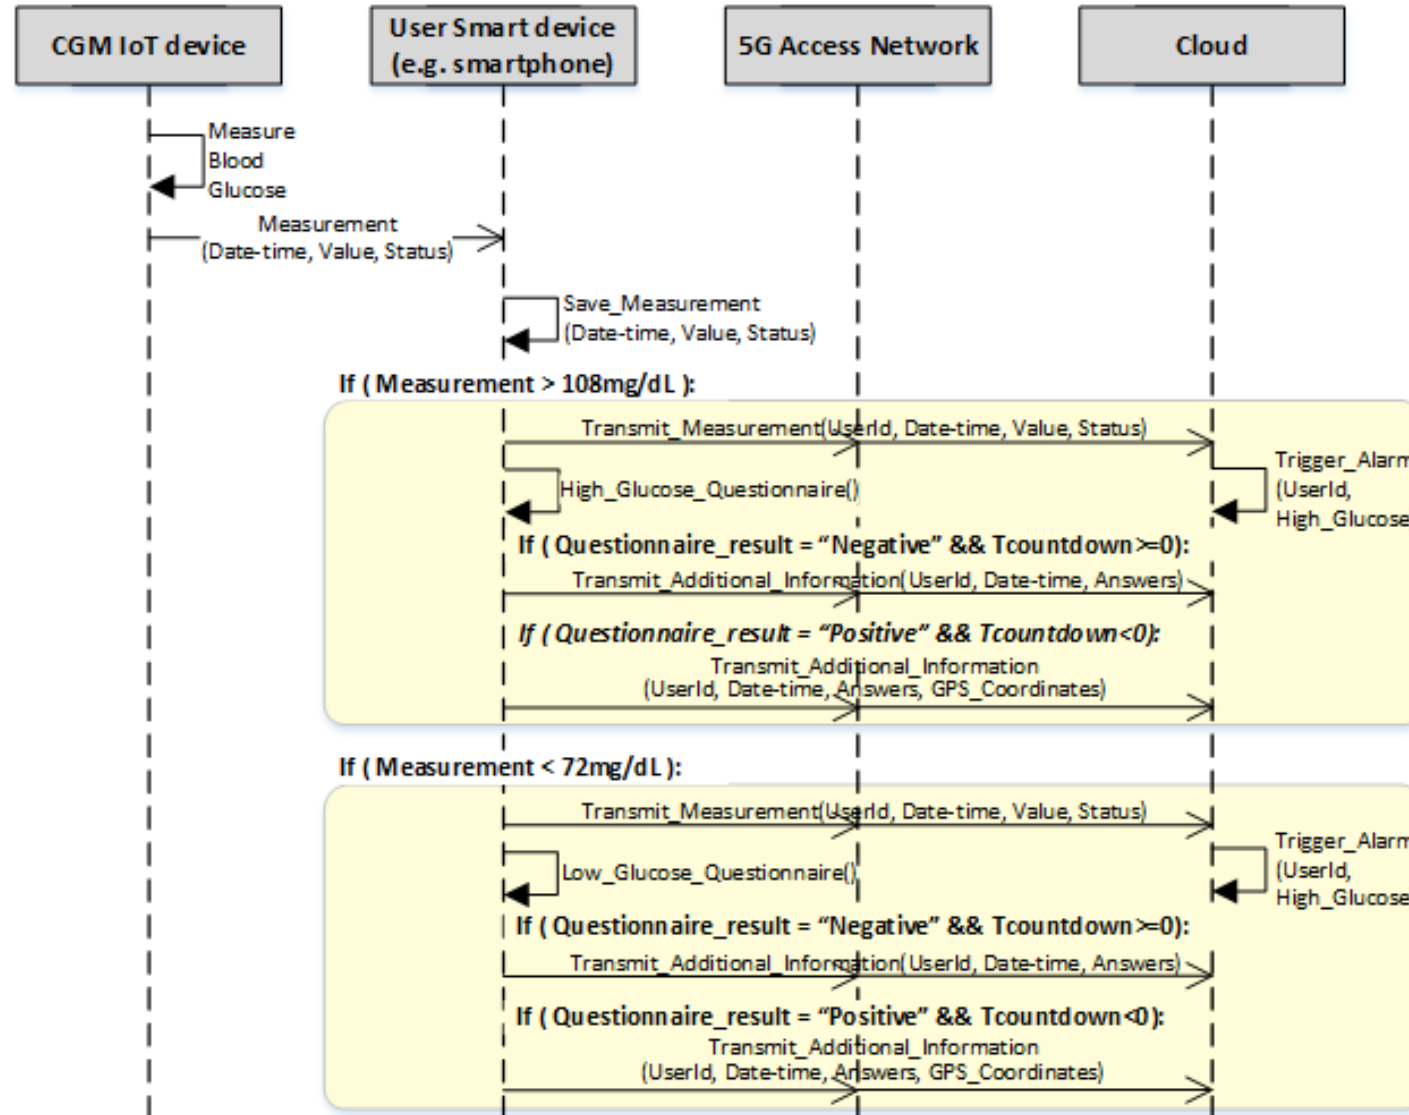 CGM IoT device
User Smart device
(e.g. smartphone)
5G Access Network
Cloud
Measure
Blood
Glucose
Measurement
(Date-time, Value, Status)
Save_Measurement
(Date-time, Value, Status)
If ( Measurement > 108mg/dL ):
Transmit_Measurement(UserId, Date-time, Value, Status)
High_Glucose_Questionnaire()
Trigger_Alarm
(UserId,
High_Glucose
If ( Questionnaire_result = “Negative” && Tcountdown>=0):
Transmit_Additional_Information(UserId, Date-time, Answers)
If ( Questionnaire_result = “Positive” && Tcountdown<0):
Transmit_Additional_Information
(UserId, Date-time, Answers, GPS_Coordinates)
If ( Measurement < 72mg/dL ):
Transmit_Measurement(UserId, Date-time, Value, Status)
Low_Glucose_Questionnaire()
Trigger_Alarm
(UserId,
High_Glucose
If ( Questionnaire_result = “Negative” && Tcountdown>=0):
Transmit_Additional_Information(UserId, Date-time, Answers)
If ( Questionnaire_result = “Positive” && Tcountdown<0):
Transmit_Additional_Information
(UserId, Date-time, Answers, GPS_Coordinates)